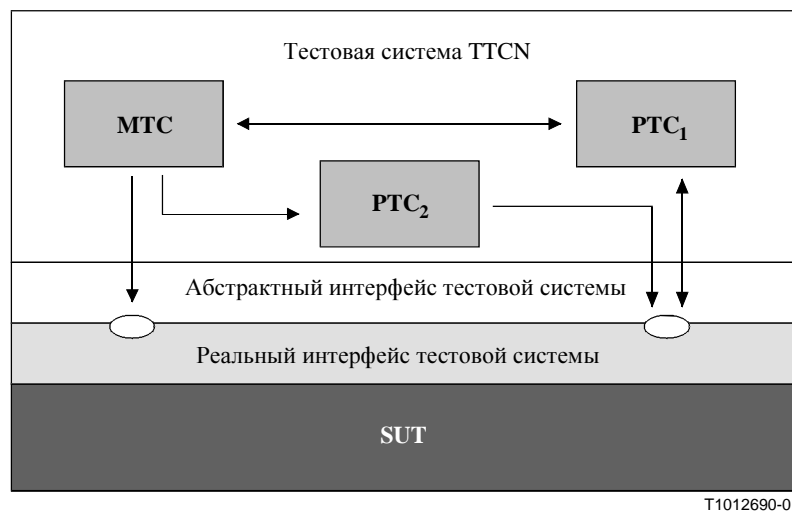 Тестовая система TTCN
MTC
PTC1
PTC2
Абстрактный интерфейс тестовой системы
Реальный интерфейс тестовой системы
SUT
T1012690-0